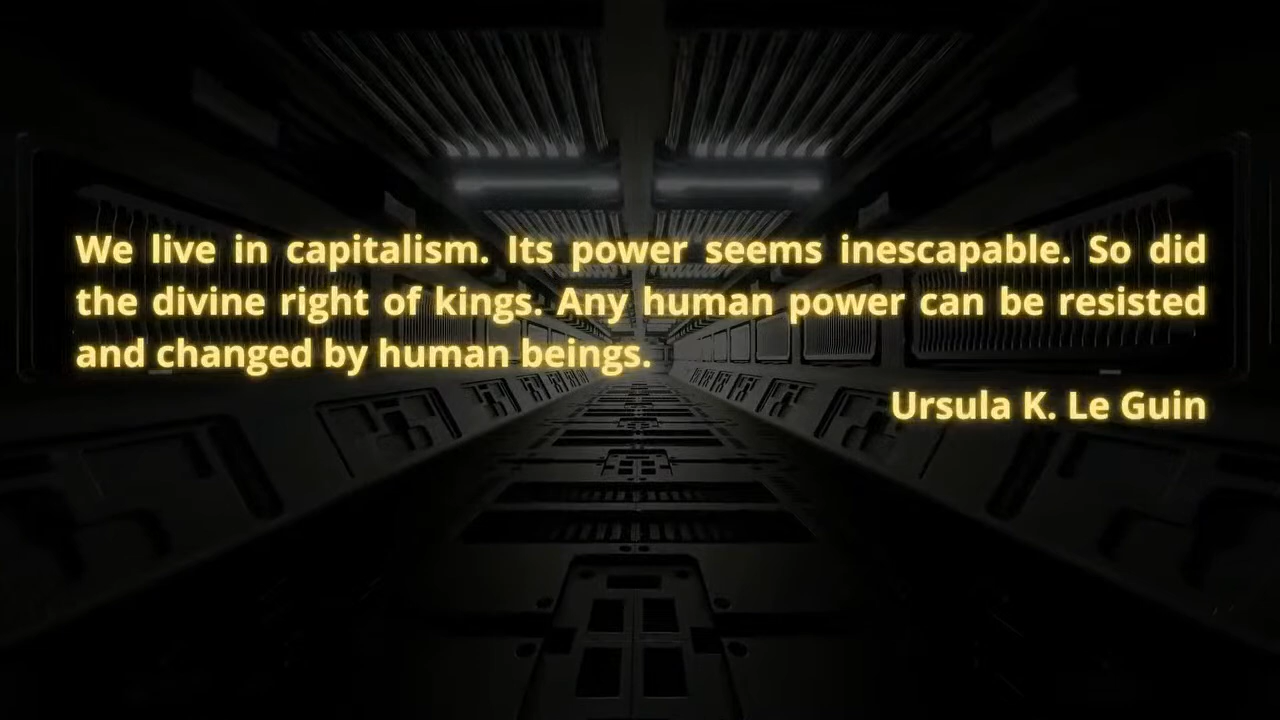 We live in capitalism. Its power seems inescapable. So did
the divine right of kings. Any human power can be resisted
and changed by human beings.
Ursula K. Le Guin